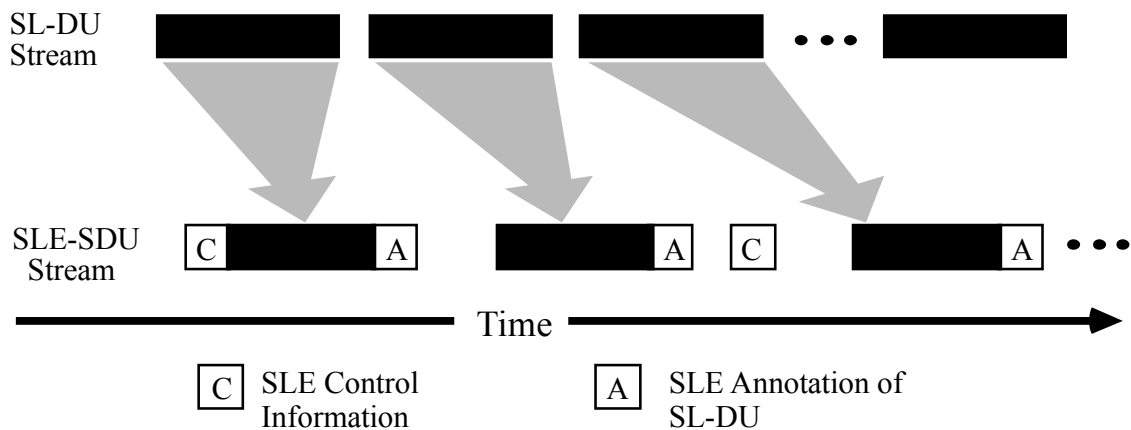 SL-DU
Stream
SLE-SDU
Stream
C
A
A
C
A
Time
C
SLE Control
Information
A
SLE Annotation of
SL-DU